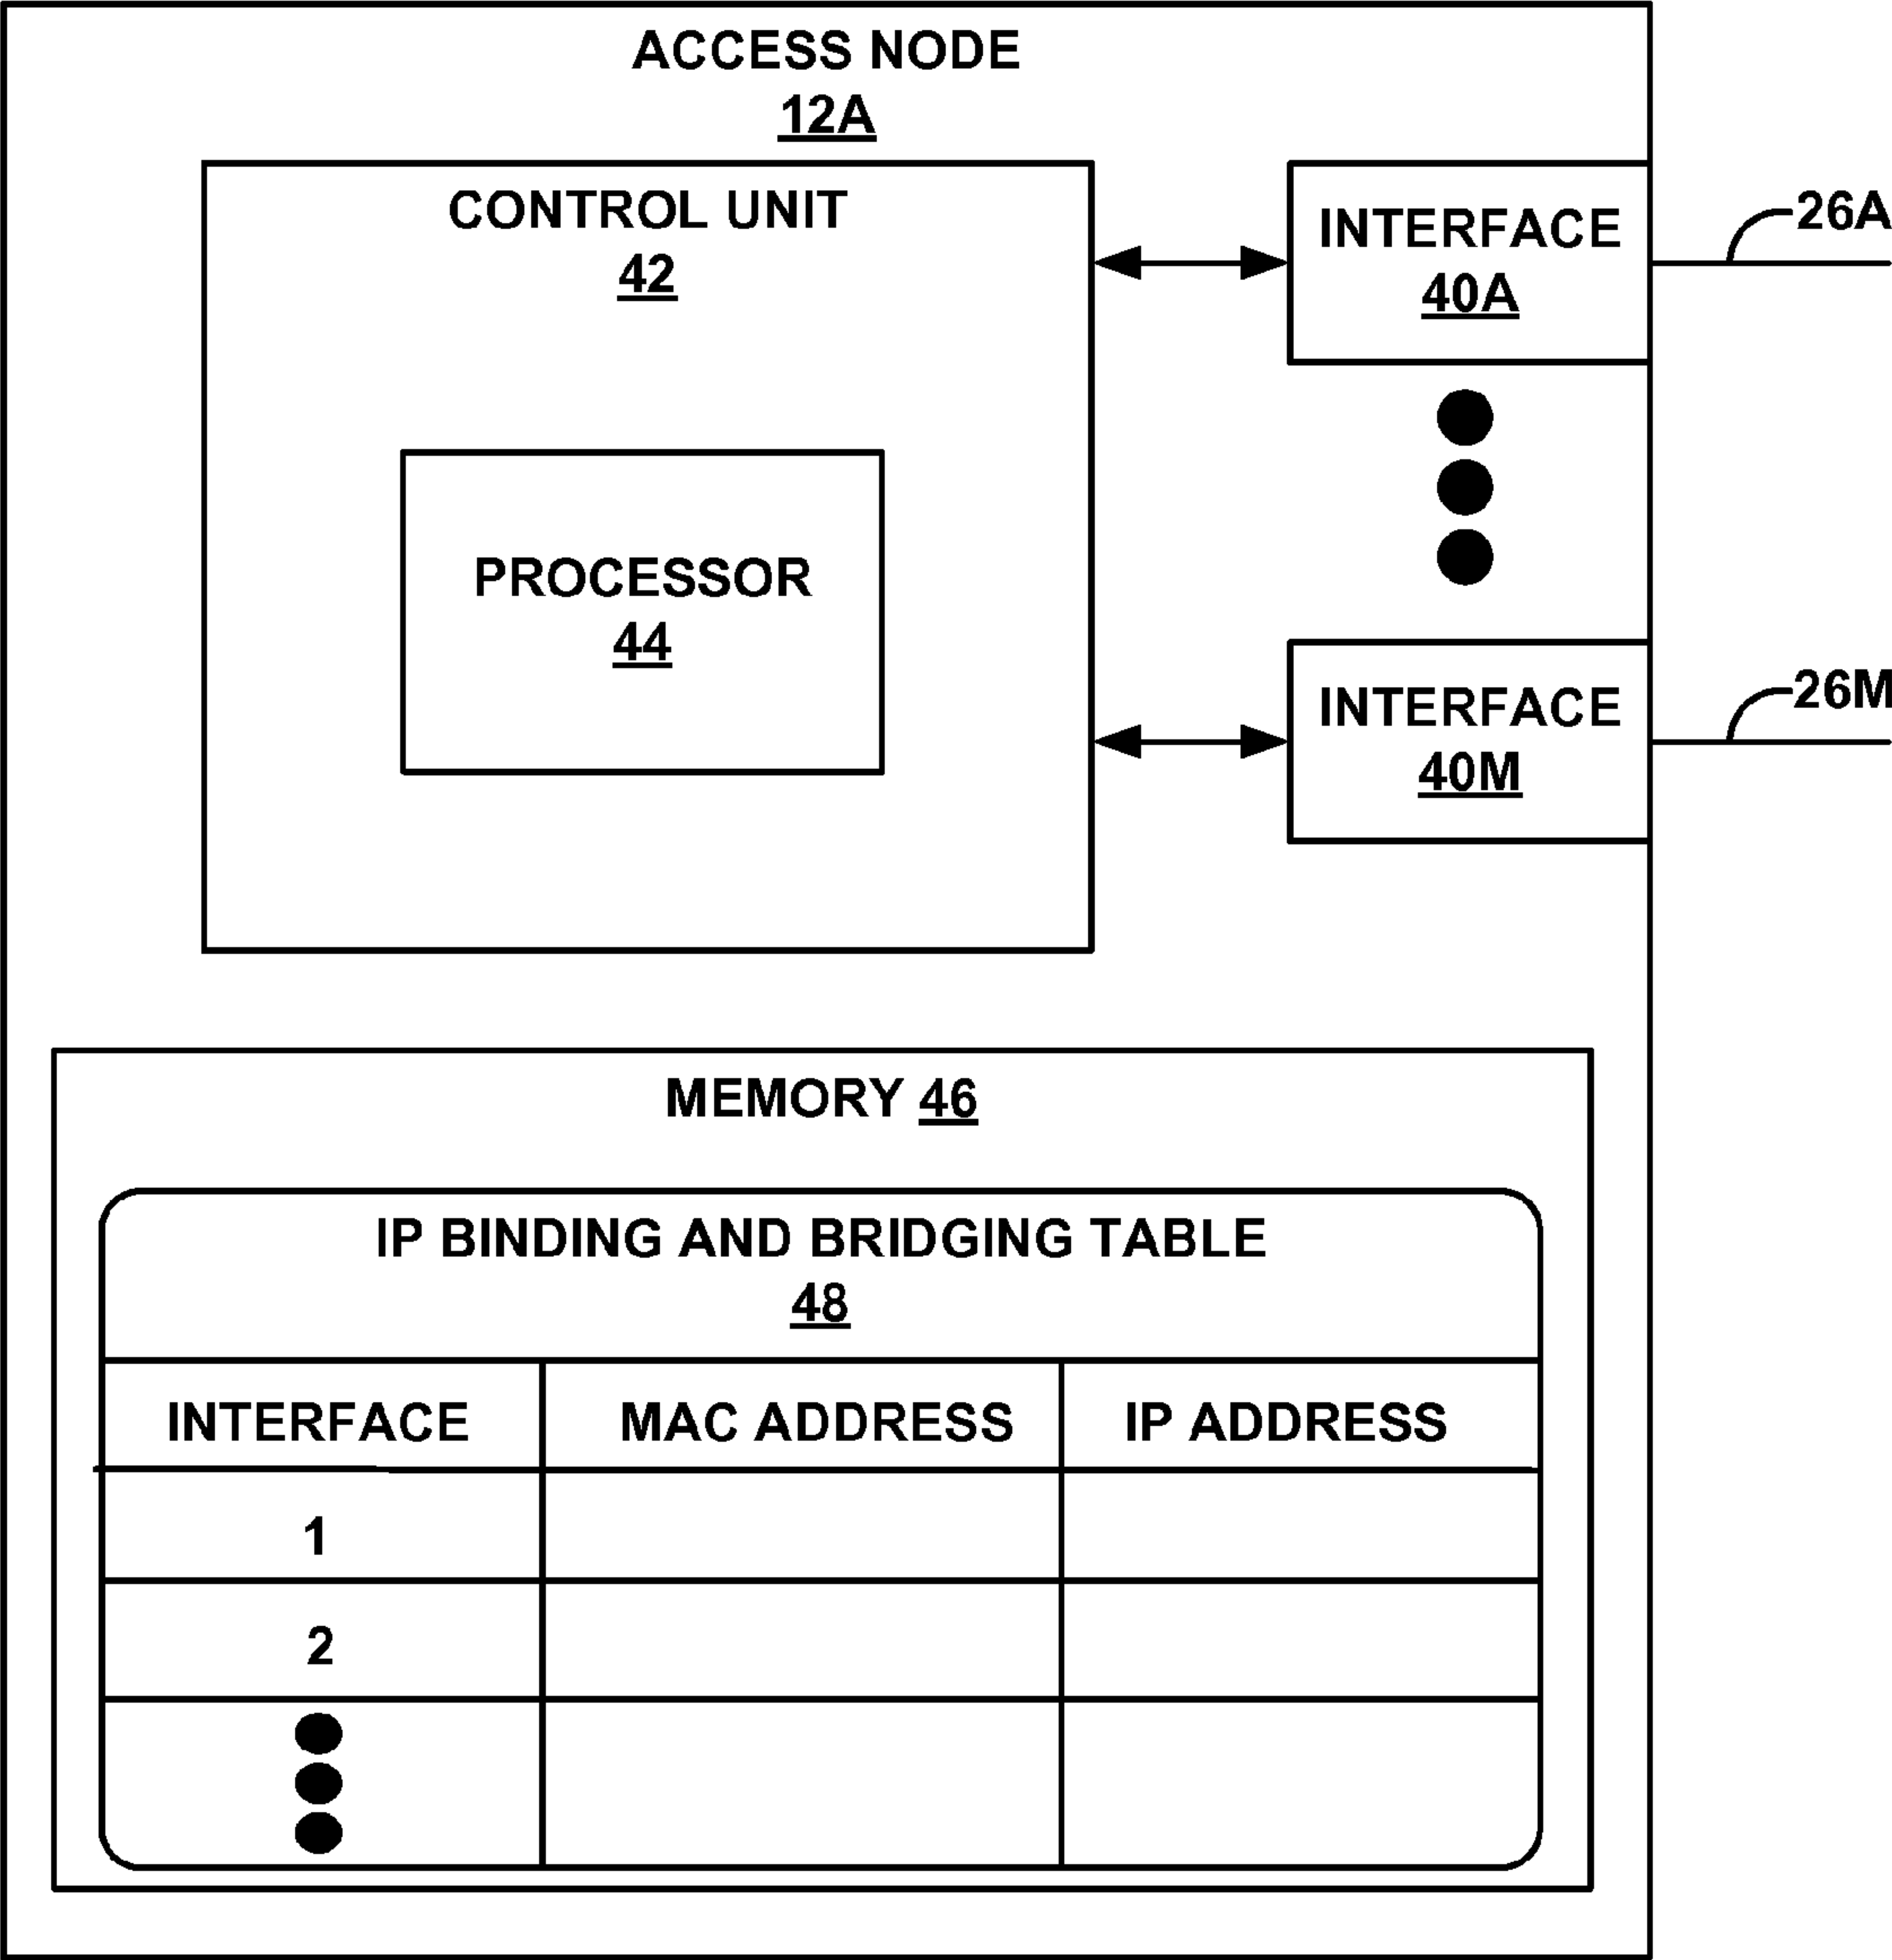 ACCESS NODE
12A
CONTROL UNIT
42
PROCESSOR
44
INTERFACE
40A
26A
INTERFACE
40M
26M
MEMORY 46
IP BINDING AND BRIDGING TABLE
48
INTERFACE MAC ADDRESS IP ADDRESS
1
2